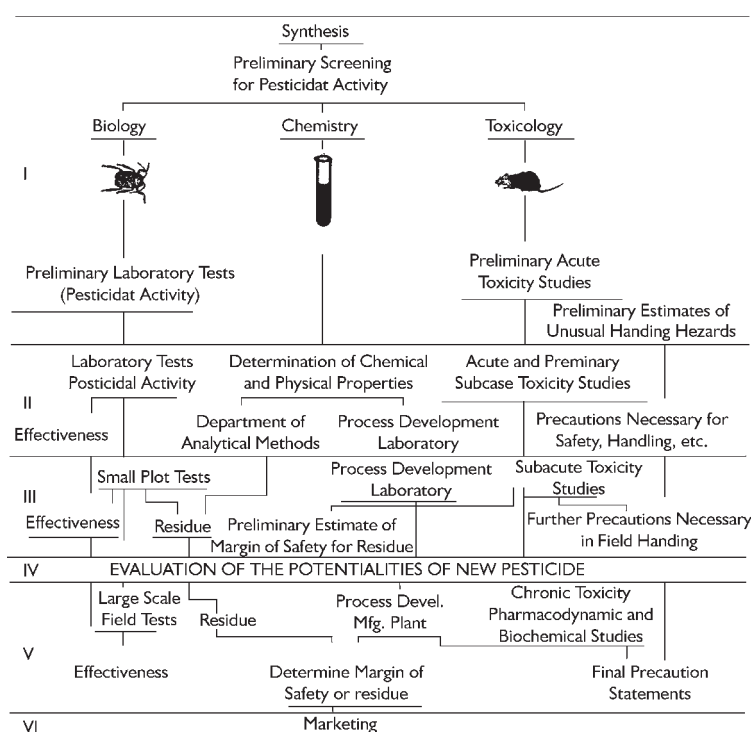 Synthesis
Preliminary Screening
for Pesticidat Activity
Biology
Chemistry
Toxicology
I
Preliminary Laboratory Tests
(Pesticidat Activity)
Preliminary Acute
Toxicity Studies
Preliminary Estimates of
Unusual Handing Hezards
II
Laboratory Tests
Posticidal Activity
Determination of Chemical
and Physical Properties
Acute and Preminary
Subcase Toxicity Studies
Effectiveness
Department of
Analytical Methods
Process Development
Laboratory
Precautions Necessary for
Safety, Handling, etc.
III
Small Plot Tests
Process Development
Laboratory
Subacute Toxicity
Studies
Effectiveness
Residue
Preliminary Estimate of
Margin of Safety for Residue
Further Precautions Necessary
in Field Handing
IV
EVALUATION OF THE POTENTIALITIES OF NEW PESTICIDE
V
Large Scale
Field Tests
Residue
Process Devel.
Mfg. Plant
Chronic Toxicity
Pharmacodynamic and
Biochemical Studies
Effectiveness
Determine Margin of
Safety or residue
Final Precaution
Statements
VI
Marketing